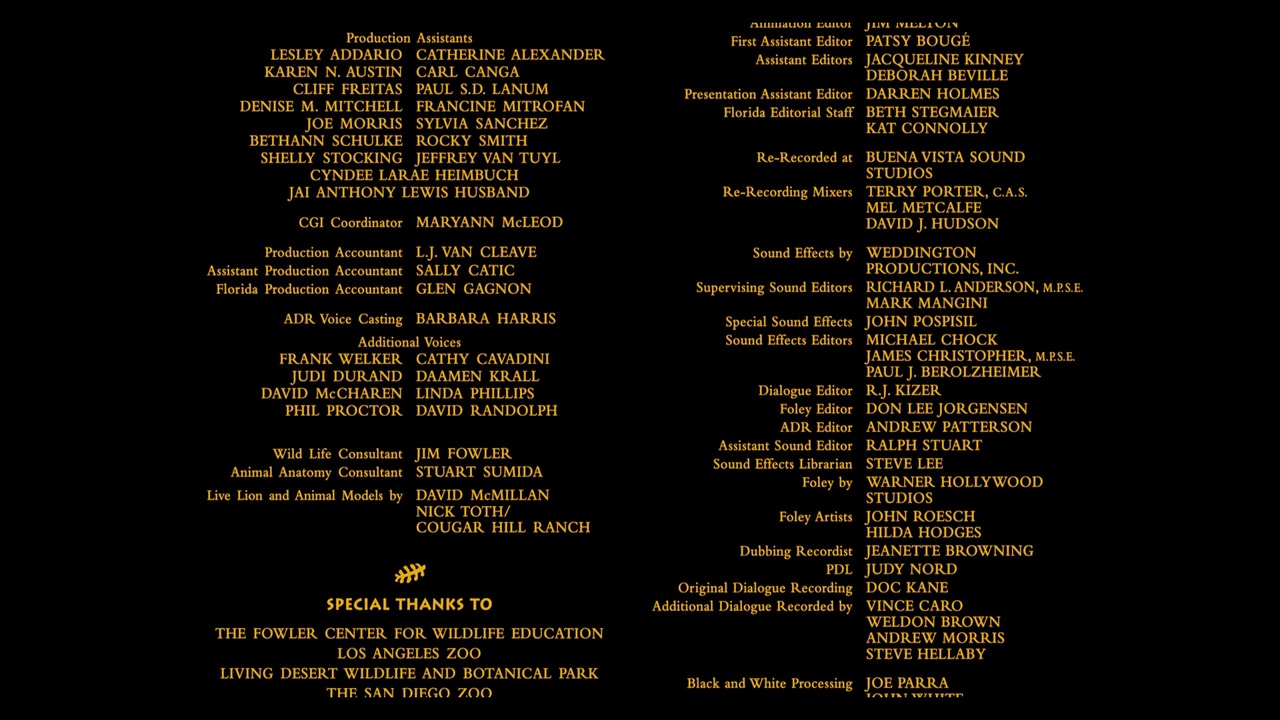 Production Assistants
LESLEY ADDARIO CATHERINE ALEXANDER
KAREN N. AUSTIN CARL CANGA
CLIFF FREITAS PAUL S.D. LANUM
DENISE M. MITCHELL FRANCINE MITROFAN
JOE MORRIS SYLVIA SANCHEZ
BETHANN SCHULKE ROCKY SMITH
SHELLY STOCKING JEFFREY VAN TUYL
CYNDEE LARAE HEIMBUCH
JAI ANTHONY LEWIS HUSBAND
CGI Coordinator MARYANN McLEOD
Production Accountant L.J. VAN CLEAVE
Assistant Production Accountant SALLY CATIC
Florida Production Accountant GLEN GAGNON
ADR Voice Casting BARBARA HARRIS
Additional Voices
FRANK WELKER CATHY CAVADINI
JUDI DURAND DAAMEN KRALL
DAVID McCHAREN LINDA PHILLIPS
PHIL PROCTOR DAVID RANDOLPH
Wild Life Consultant JIM FOWLER
Animal Anatomy Consultant STUART SUMIDA
Live Lion and Animal Models by DAVID McMILLAN
NICK TOTH/
COUGAR HILL RANCH
SPECIAL THANKS TO
THE FOWLER CENTER FOR WILDLIFE EDUCATION
LOS ANGELES ZOO
LIVING DESERT WILDLIFE AND BOTANICAL PARK
THE SAN DIEGO ZOO
Animation Editor JIM MELTON
First Assistant Editor PATSY BOUGÉ
Assistant Editors JACQUELINE KINNEY
DEBORAH BEVILLE
Presentation Assistant Editor DARREN HOLMES
Florida Editorial Staff BETH STEGMAIER
KAT CONNOLLY
Re-Recorded at BUENA VISTA SOUND
STUDIOS
Re-Recording Mixers TERRY PORTER, C.A.S.
MEL METCALFE
DAVID J. HUDSON
Sound Effects by WEDDINGTON
PRODUCTIONS, INC.
Supervising Sound Editors RICHARD L. ANDERSON, M.P.S.E.
MARK MANGINI
Special Sound Effects JOHN POSPISIL
Sound Effects Editors MICHAEL CHOCK
JAMES CHRISTOPHER, M.P.S.E.
PAUL J. BEROLZHEIMER
Dialogue Editor R.J. KIZER
Foley Editor DON LEE JORGENSEN
ADR Editor ANDREW PATTERSON
Assistant Sound Editor RALPH STUART
Sound Effects Librarian STEVE LEE
Foley by WARNER HOLLYWOOD
STUDIOS
Foley Artists JOHN ROESCH
HILDA HODGES
Dubbing Recordist JEANETTE BROWNING
PDL JUDY NORD
Original Dialogue Recording DOC KANE
Additional Dialogue Recorded by VINCE CARO
WELDON BROWN
ANDREW MORRIS
STEVE HELLABY
Black and White Processing JOE PARRA
JOHN WHITE